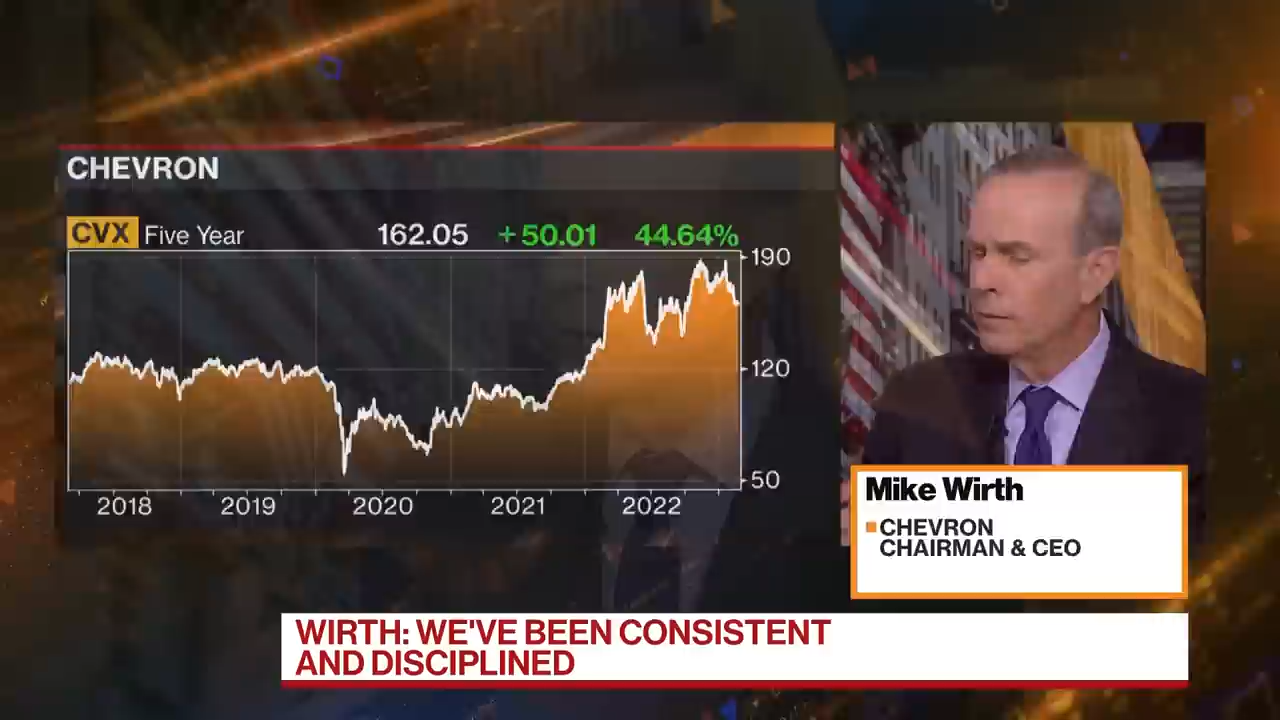 CHEVRON
CVX Five Year 162.05 +50.01 44.64%
190
120
50
2018 2019 2020 2021 2022
Mike Wirth
CHEVRON
CHAIRMAN & CEO
WIRTH: WE'VE BEEN CONSISTENT
AND DISCIPLINED